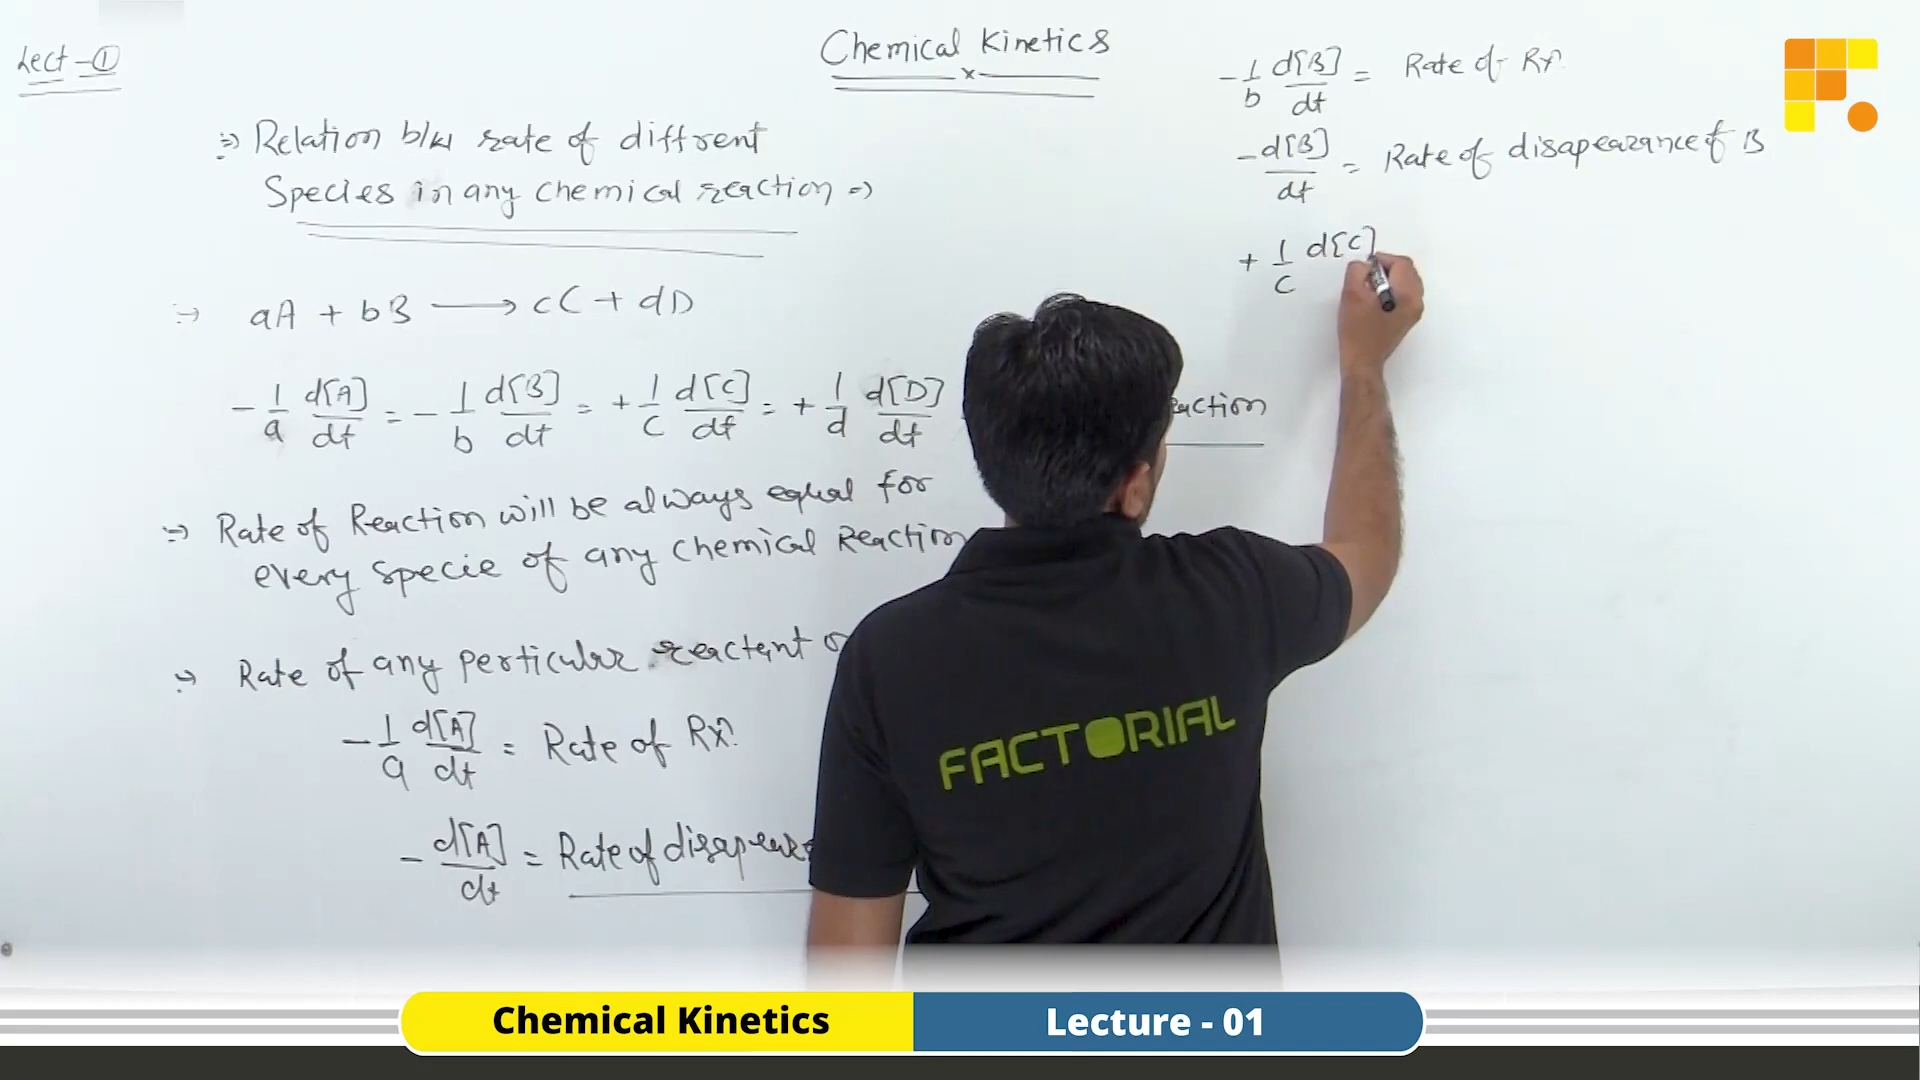 Lect-①
Chemical Kinetics
x
⇒ Relation b/w rate of diffrent
Species in any chemical reaction ⇒
⇒ aA + bB ⟶ cC + dD
-1/a d[A]/dt = -1/b d[B]/dt = +1/c d[C]/dt = +1/d d[D]/dt
⇒ Rate of Reaction will be always equal for
every specie of any chemical Reaction
⇒ Rate of any perticular reactent
-1/a d[A]/dt = Rate of Rxn
-d[A]/dt = Rate of
-1/b d[B]/dt = Rate of Rxn
-d[B]/dt = Rate of disapearance of B
+1/c d[C]
FACTORIAL
Chemical Kinetics
Lecture - 01